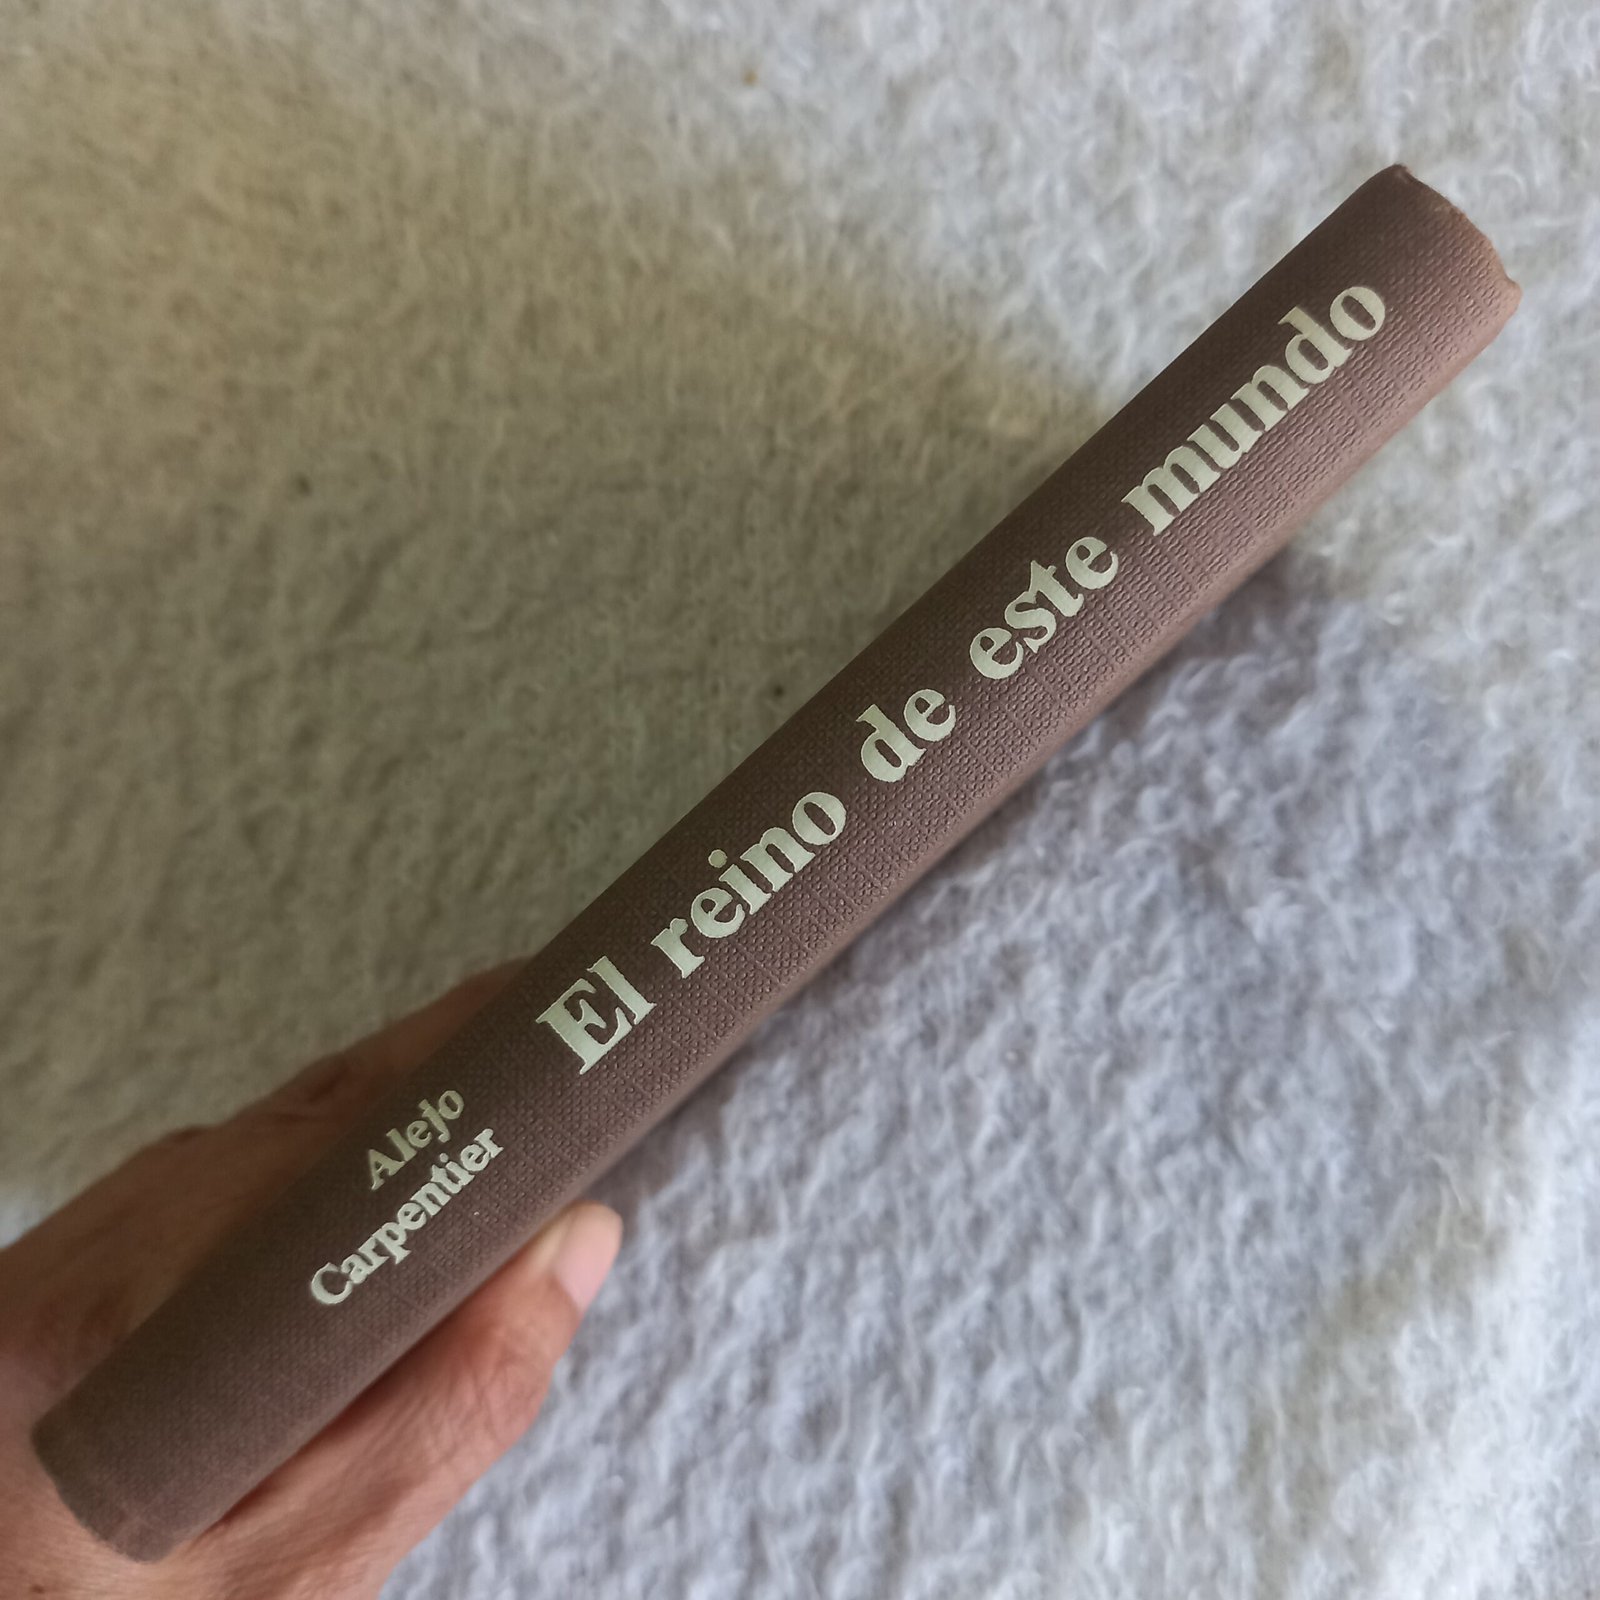 Alejo
Carpentier
El reino de este mundo